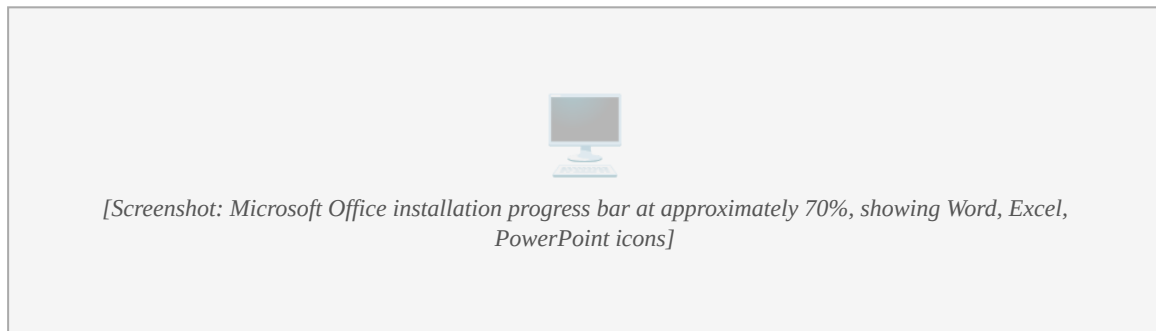 [Screenshot: Microsoft Office installation progress bar at approximately 70%, showing Word, Excel,
PowerPoint icons]